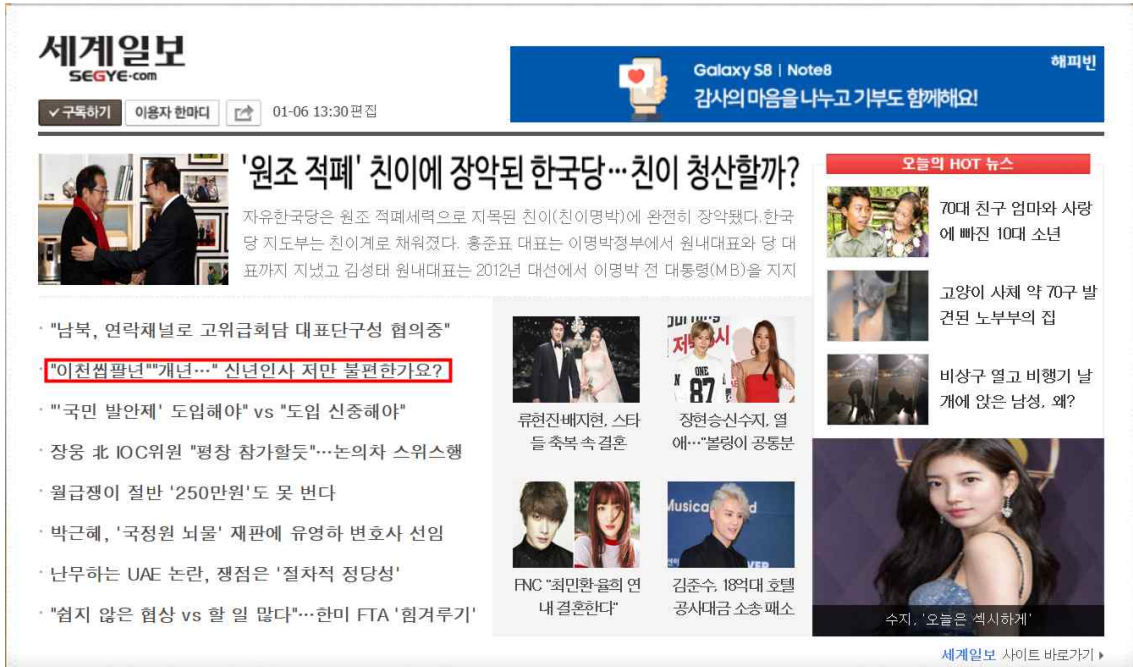 세계일보
SEGYE.com
구독하기 이용자 한마디 01-06 13:30 편집
Galaxy S8 | Note8
감사의 마음을 나누고 기부도 함께해요!
해피빈
'원조 적폐' 친이에 장악된 한국당…친이 청산할까?
자유한국당은 원조 적폐세력으로 지목된 친이(친이명박)에 완전히 장악됐다.한국
당 지도부는 친이계로 채워졌다. 홍준표 대표는 이명박정부에서 원내대표와 당 대
표까지 지냈고 김성태 원내대표는 2012년 대선에서 이명박 전 대통령(MB)을 지지
"남북, 연락채널로 고위급회담 대표단구성 협의중"
"이천씹팔년""개년…" 신년인사 저만 불편한가요?
"'국민 발안제' 도입해야" vs "도입 신중해야"
장웅 北 IOC위원 "평창 참가할듯"…논의차 스위스행
월급쟁이 절반 '250만원'도 못 번다
박근혜, '국정원 뇌물' 재판에 유영하 변호사 선임
난무하는 UAE 논란, 쟁점은 '절차적 정당성'
"쉽지 않은 협상 vs 할 일 많다"…한미 FTA '힘겨루기'
류현진·배지현, 스타
들 축복 속 결혼
ONE
87
장현승·신수지, 열
애…"볼링이 공통분
FNC "최민환·율희 연
내 결혼한다"
김준수, 18억대 호텔
공사대금 소송 패소
오늘의 HOT 뉴스
70대 친구 엄마와 사랑
에 빠진 10대 소년
고양이 사체 약 70구 발
견된 노부부의 집
비상구 열고 비행기 날
개에 앉은 남성, 왜?
수지, '오늘은 섹시하게'
세계일보 사이트 바로가기